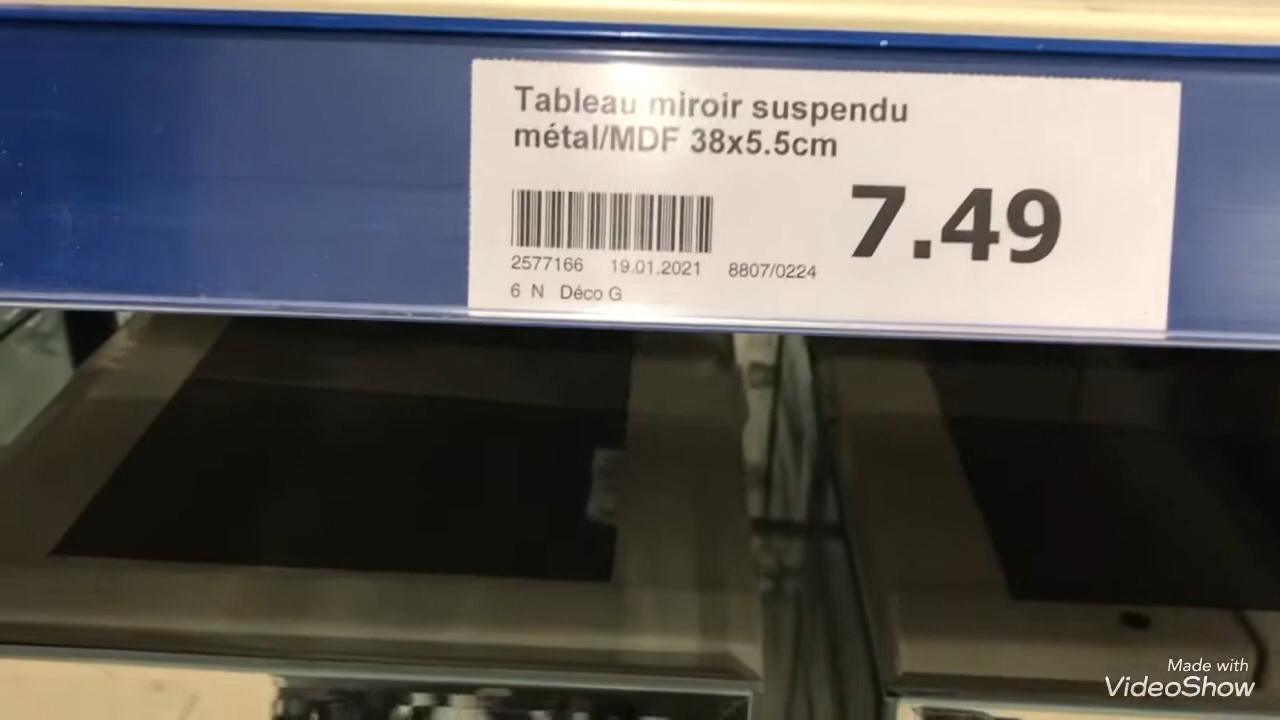 Tableau miroir suspendu
métal/MDF 38x5.5cm
7.49
2577166 19.01.2021 8807/0224
6 N Déco G
Made with
VideoShow